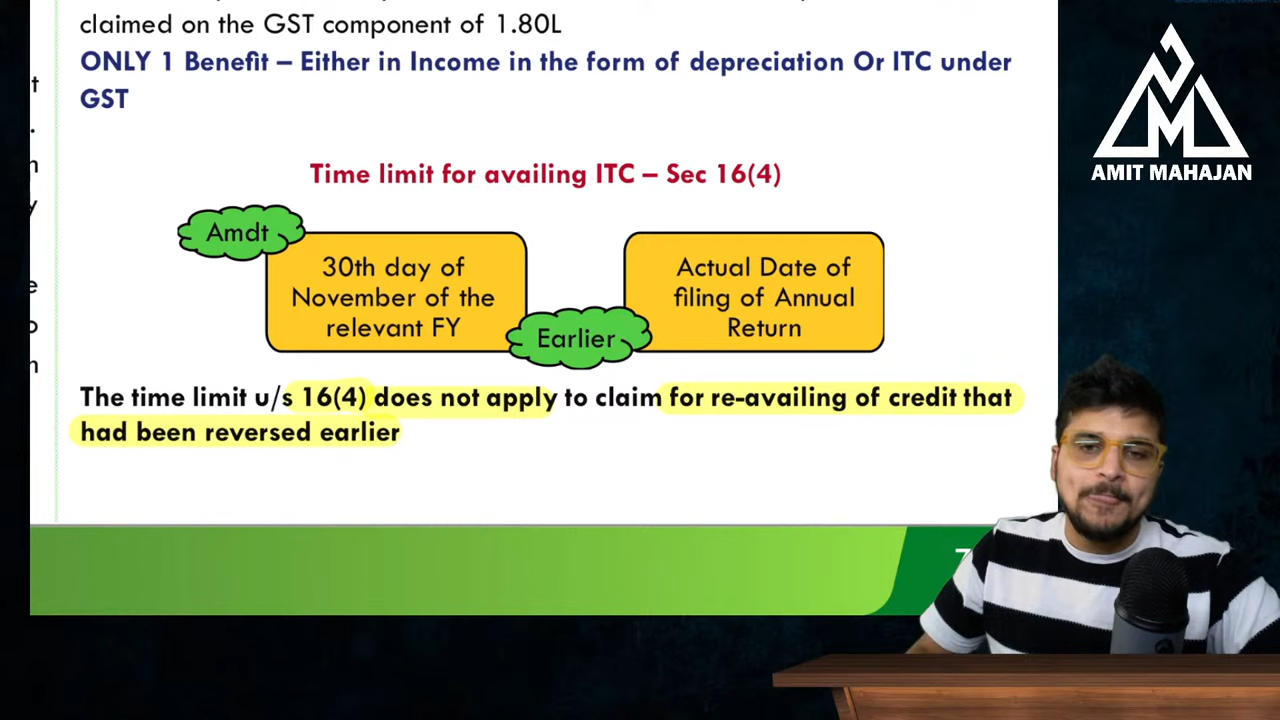 claimed on the GST component of 1.80L
ONLY 1 Benefit – Either in Income in the form of depreciation Or ITC under
GST
Time limit for availing ITC – Sec 16(4)
Amdt
30th day of
November of the
relevant FY
Earlier
Actual Date of
filing of Annual
Return
The time limit u/s 16(4) does not apply to claim for re-availing of credit that
had been reversed earlier
AMIT MAHAJAN